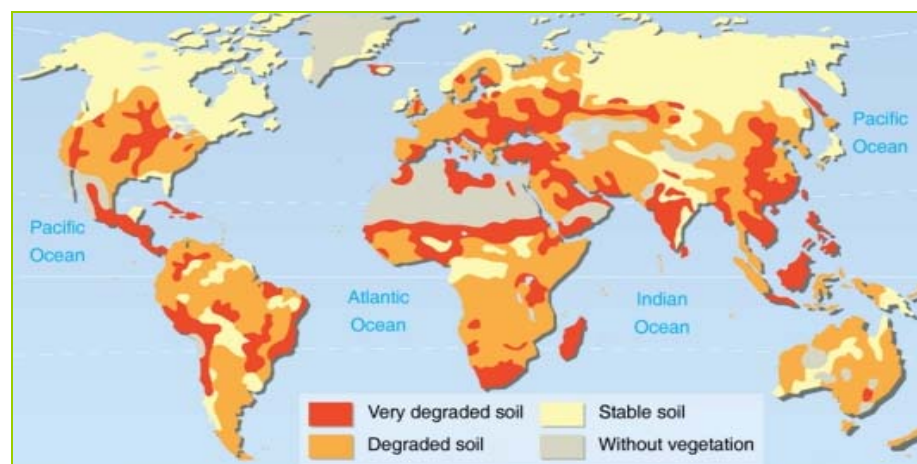 Pacific
Ocean
Pacific
Ocean
Atlantic
Ocean
Indian
Ocean
Very degraded soil
Stable soil
Degraded soil
Without vegetation